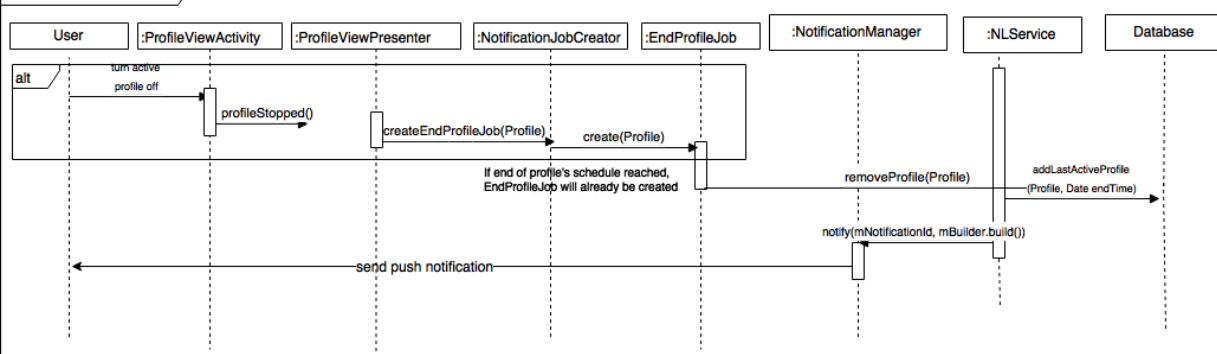 User
:ProfileViewActivity
:ProfileViewPresenter
:NotificationJobCreator
:EndProfileJob
:NotificationManager
:NLService
Database
alt
turn active
profile off
profileStopped()
createEndProfileJob(Profile)
create(Profile)
If end of profile's schedule reached,
EndProfileJob will already be created
removeProfile(Profile)
addLastActiveProfile
(Profile, Date endTime)
notify(mNotificationId, mBuilder.build())
send push notification